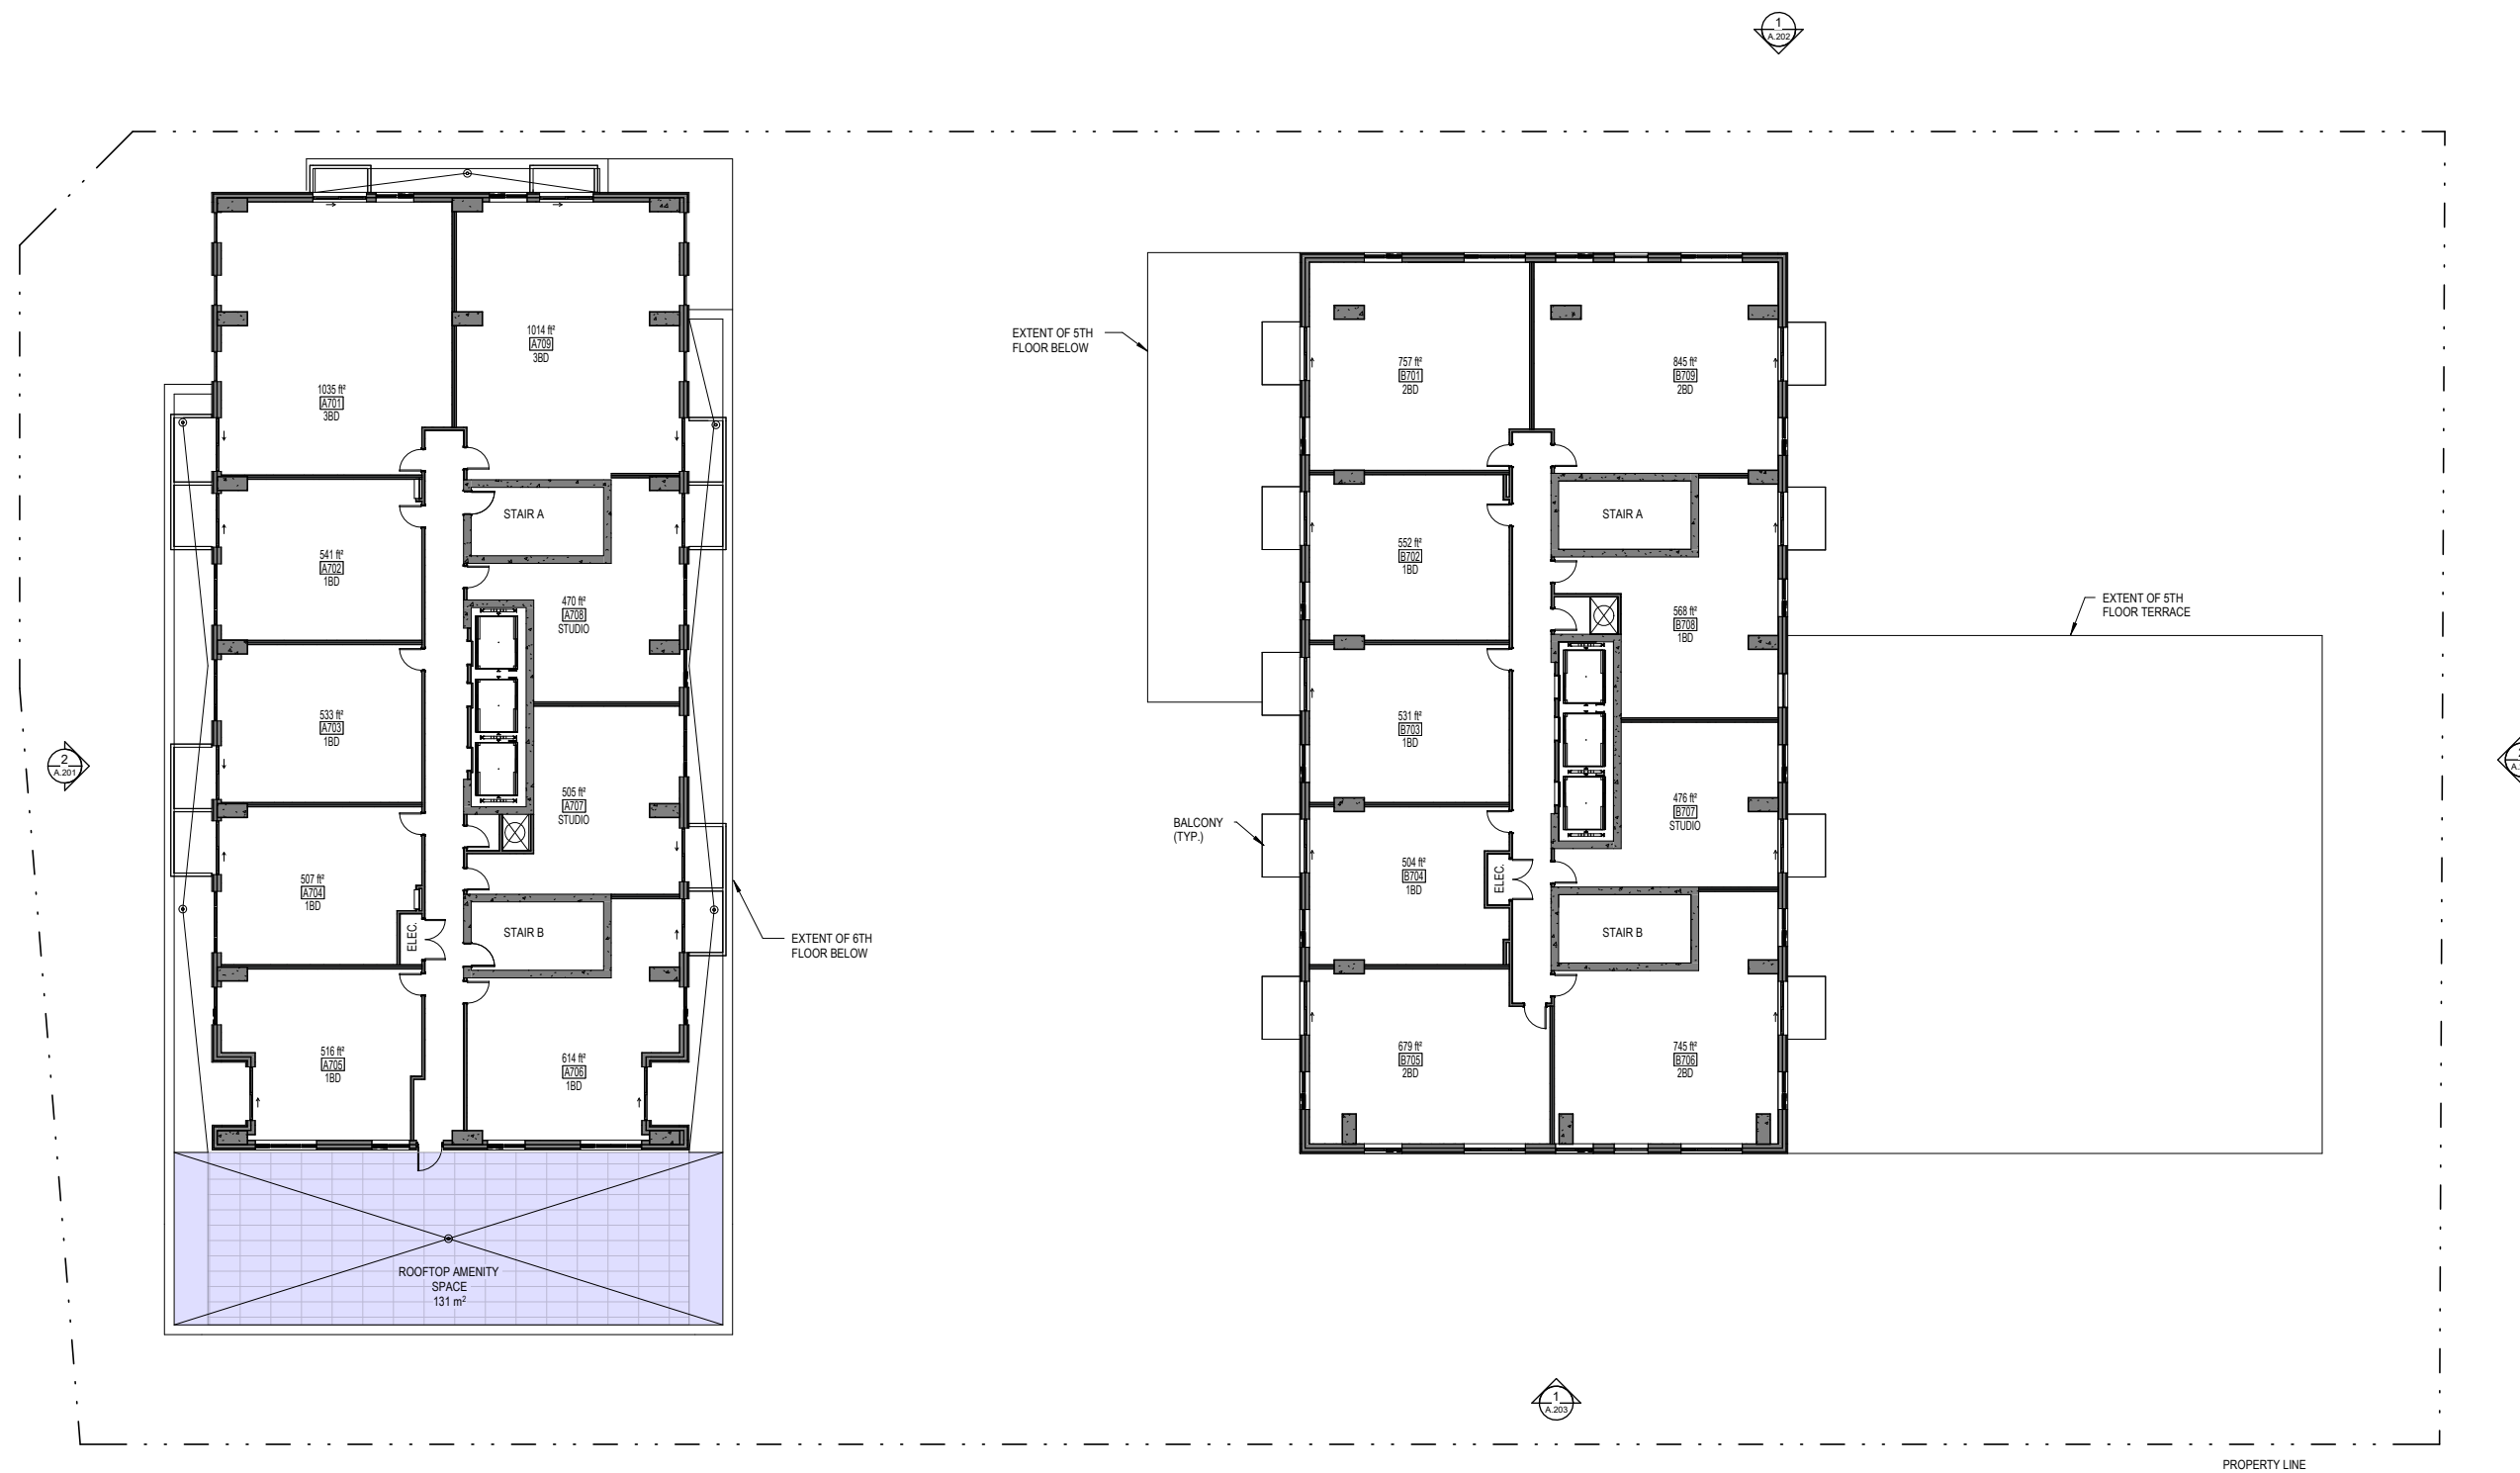 1
A.202
1014 ft²
A709
3BD
EXTENT OF 5TH
FLOOR BELOW
757 ft²
B701
2BD
845 ft²
B709
2BD
1035 ft²
A701
3BD
STAIR A
STAIR A
541 ft²
A702
1BD
552 ft²
B702
1BD
470 ft²
A708
STUDIO
568 ft²
B708
1BD
EXTENT OF 5TH
FLOOR TERRACE
533 ft²
A703
1BD
531 ft²
B703
1BD
2
A.201
505 ft²
A707
STUDIO
476 ft²
B707
STUDIO
BALCONY
(TYP.)
507 ft²
A704
1BD
504 ft²
B704
1BD
ELEC.
ELEC.
STAIR B
STAIR B
EXTENT OF 6TH
FLOOR BELOW
516 ft²
A705
1BD
614 ft²
A706
1BD
679 ft²
B705
2BD
745 ft²
B706
2BD
ROOFTOP AMENITY
SPACE
131 m²
1
A.203
PROPERTY LINE